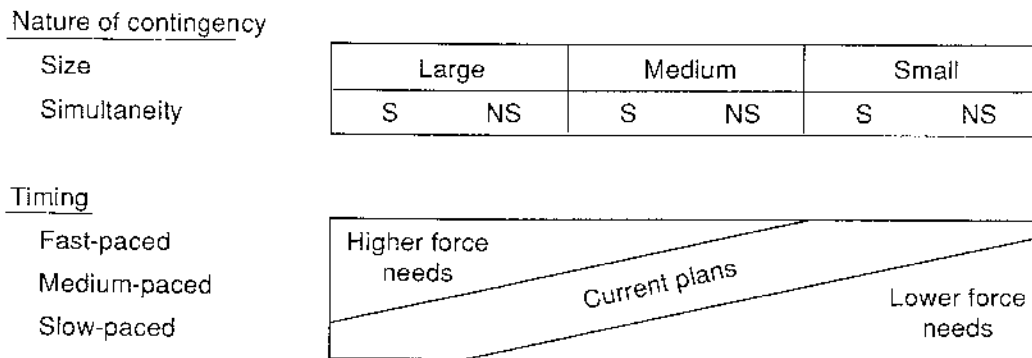 Nature of contingency
Size Large Medium Small
Simultaneity S NS S NS S NS
Timing
Fast-paced Higher force
needs
Medium-paced Current plans
Slow-paced Lower force
needs